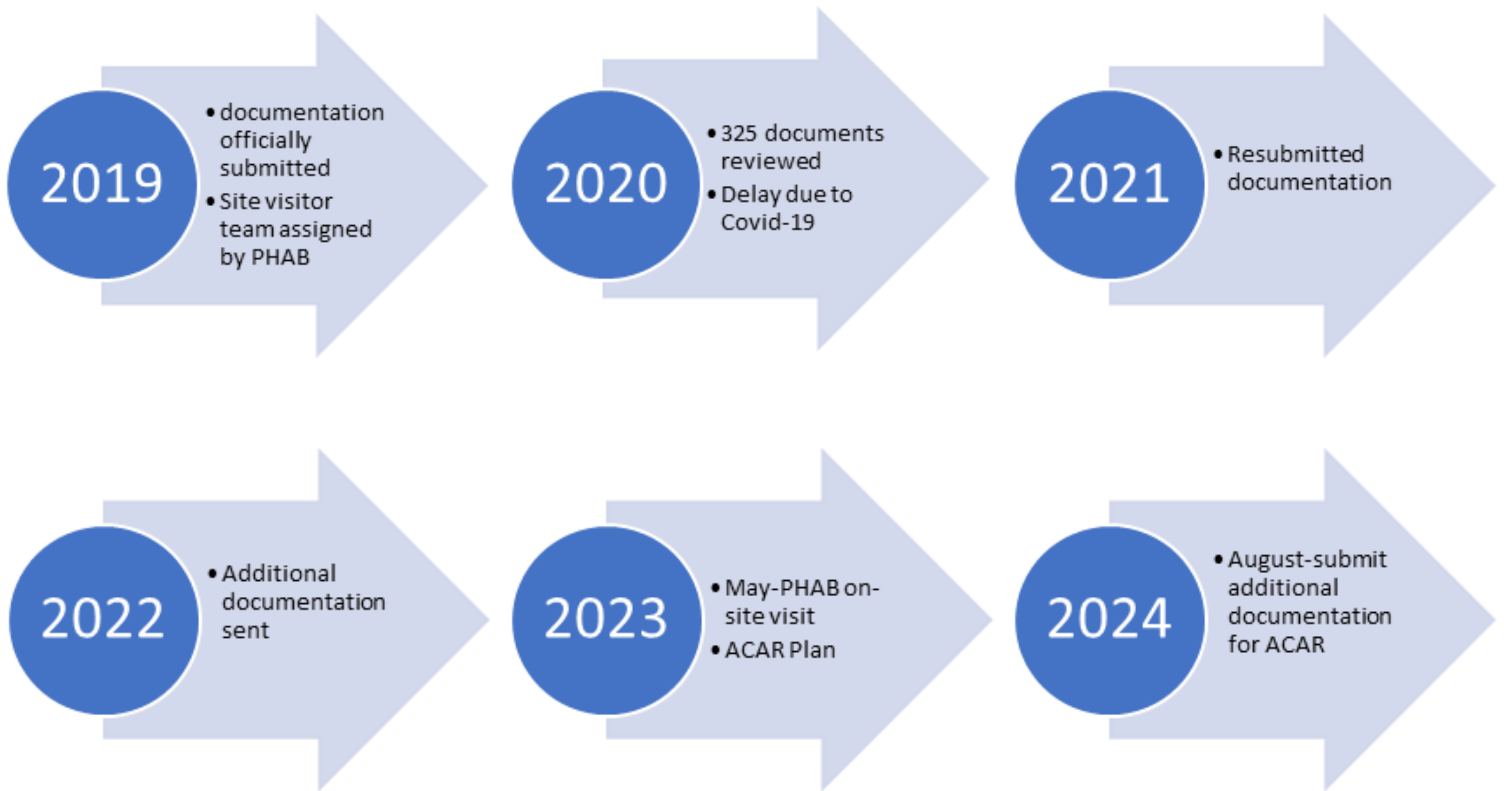 2019
• documentation
officially
submitted
• Site visitor
team assigned
by PHAB
2020
• 325 documents
reviewed
• Delay due to
Covid-19
2021
• Resubmitted
documentation
2022
• Additional
documentation
sent
2023
• May-PHAB on-
site visit
• ACAR Plan
2024
• August-submit
additional
documentation
for ACAR